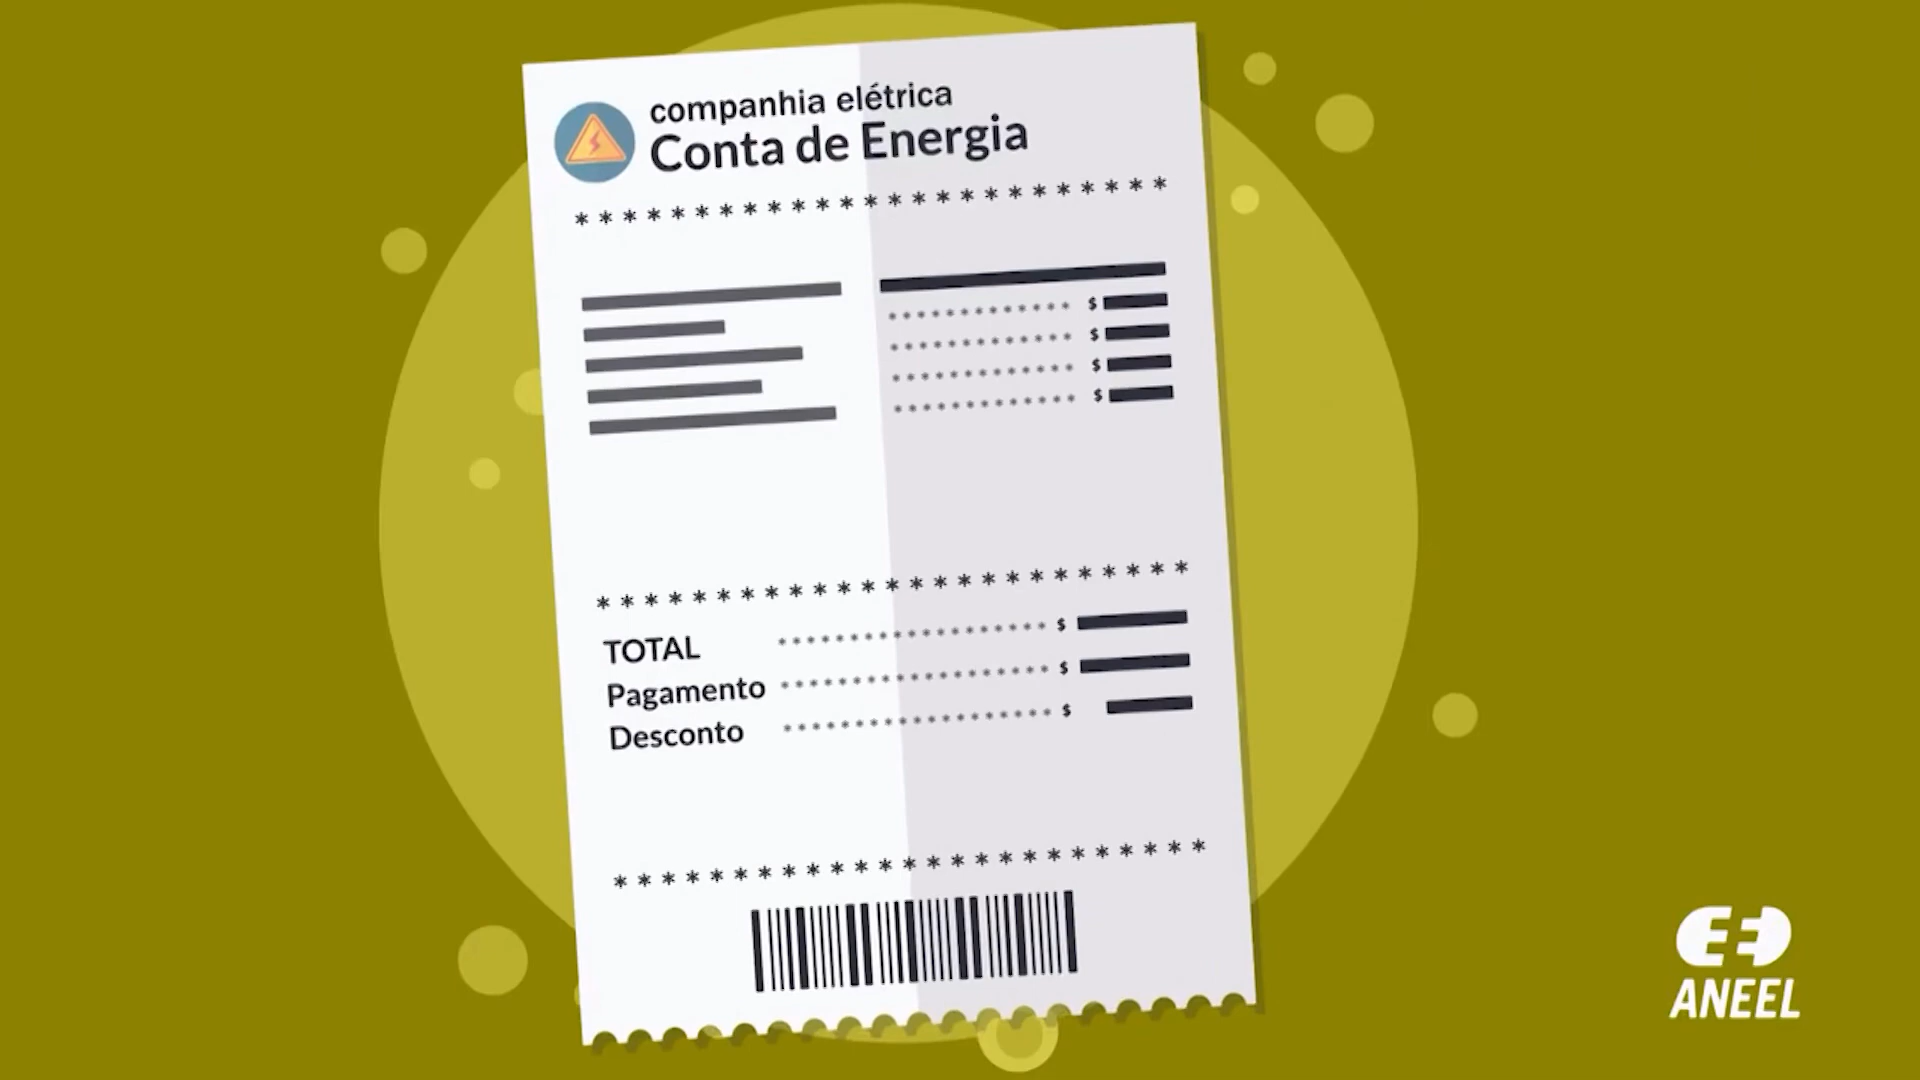 companhia elétrica
Conta de Energia
* * * * * * * * * * * * * * * * * * * * * * * * *
$
$
$
$
* * * * * * * * * * * * * * * * * * * * * * * * *
TOTAL $
Pagamento $
Desconto $
* * * * * * * * * * * * * * * * * * * * * * * * *
ANEEL